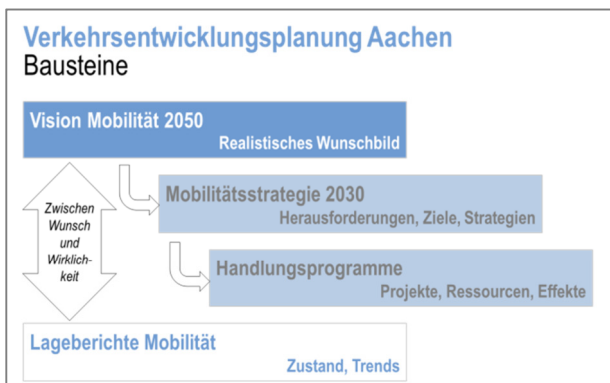 Verkehrsentwicklungsplanung Aachen
Bausteine
Vision Mobilität 2050
Realistisches Wunschbild
Zwischen
Wunsch
und
Wirklich-
keit
Mobilitätsstrategie 2030
Herausforderungen, Ziele, Strategien
Handlungsprogramme
Projekte, Ressourcen, Effekte
Lageberichte Mobilität
Zustand, Trends